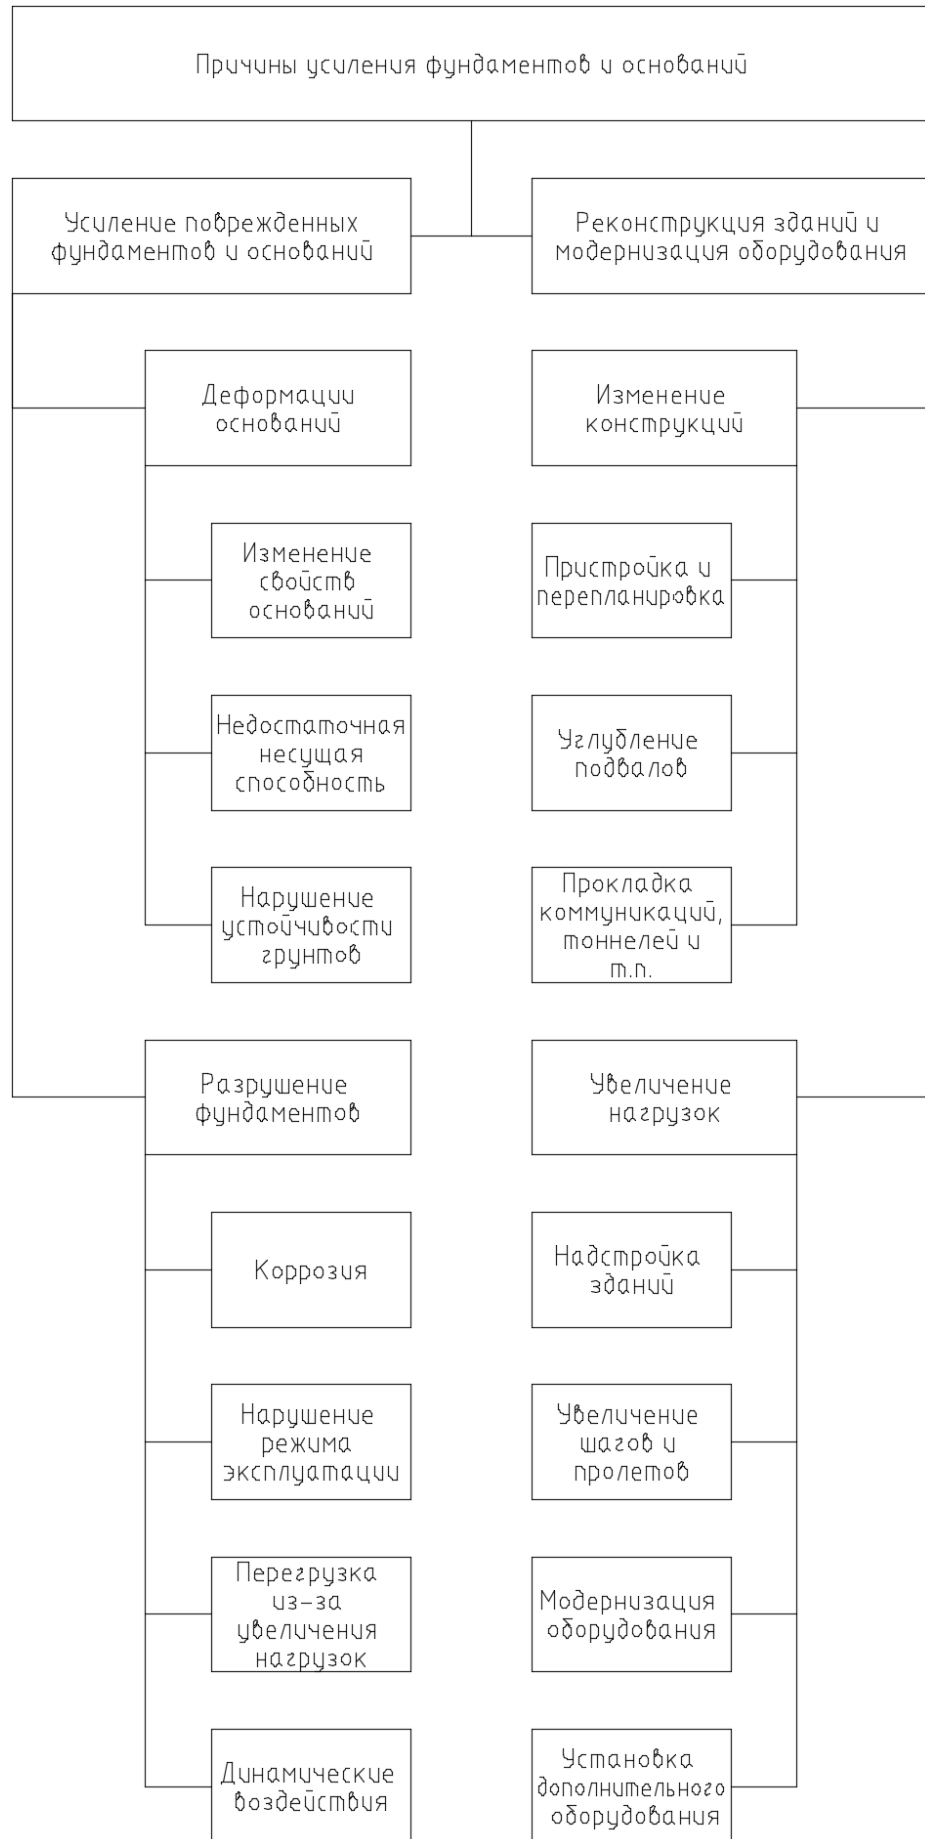 Причины усиления фундаментов и оснований
Усиление поврежденных
фундаментов и оснований
Реконструкция зданий и
модернизация оборудования
Деформации
оснований
Изменение
конструкций
Изменение
свойств
оснований
Пристройка и
перепланировка
Недостаточная
несущая
способность
Углубление
подвалов
Нарушение
устойчивости
грунтов
Прокладка
коммуникаций,
тоннелей и
т.п.
Разрушение
фундаментов
Увеличение
нагрузок
Коррозия
Надстройка
зданий
Нарушение
режима
эксплуатации
Увеличение
шагов и
пролетов
Перегрузка
из-за
увеличения
нагрузок
Модернизация
оборудования
Динамические
воздействия
Установка
дополнительного
оборудования